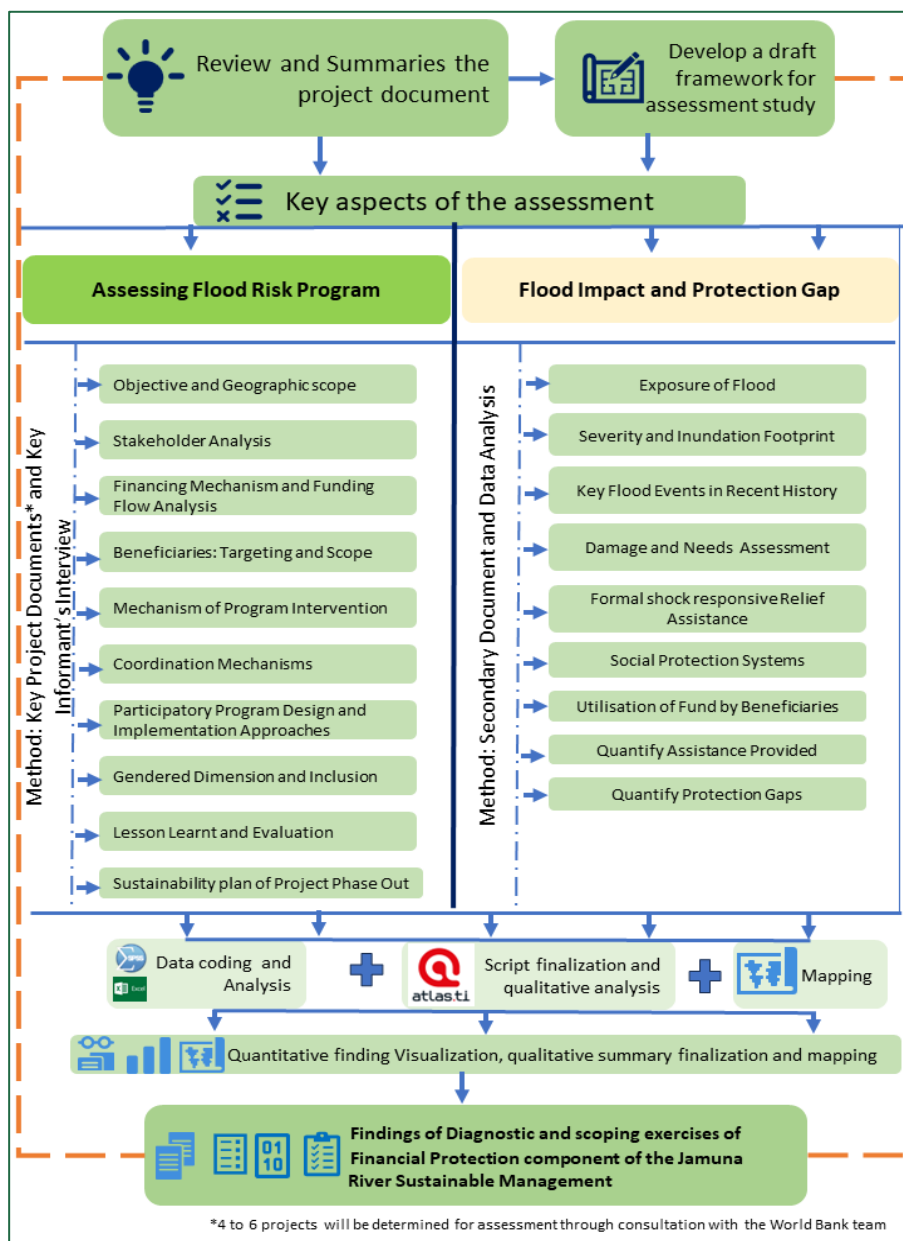 Review and Summaries the
project document
Develop a draft
framework for
assessment study
Key aspects of the assessment
Assessing Flood Risk Program
Flood Impact and Protection Gap
Method: Key Project Documents* and Key
Informant's Interview
Objective and Geographic scope
Stakeholder Analysis
Financing Mechanism and Funding
Flow Analysis
Beneficiaries: Targeting and Scope
Mechanism of Program Intervention
Coordination Mechanisms
Participatory Program Design and
Implementation Approaches
Gendered Dimension and Inclusion
Lesson Learnt and Evaluation
Sustainability plan of Project Phase Out
Method: Secondary Document and Data Analysis
Exposure of Flood
Severity and Inundation Footprint
Key Flood Events in Recent History
Damage and Needs Assessment
Formal shock responsive Relief
Assistance
Social Protection Systems
Utilisation of Fund by Beneficiaries
Quantify Assistance Provided
Quantify Protection Gaps
Excel
Data coding and
Analysis
atlas.ti
Script finalization and
qualitative analysis
Mapping
Quantitative finding Visualization, qualitative summary finalization and mapping
01
10
Findings of Diagnostic and scoping exercises of
Financial Protection component of the Jamuna
River Sustainable Management
*4 to 6 projects will be determined for assessment through consultation with the World Bank team